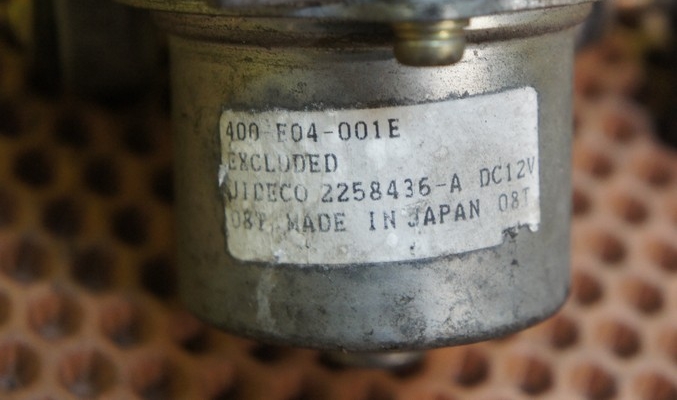 400-E04-001E
EXCLUDED
JIDECO 2258436-A DC12V
08T MADE IN JAPAN 08T